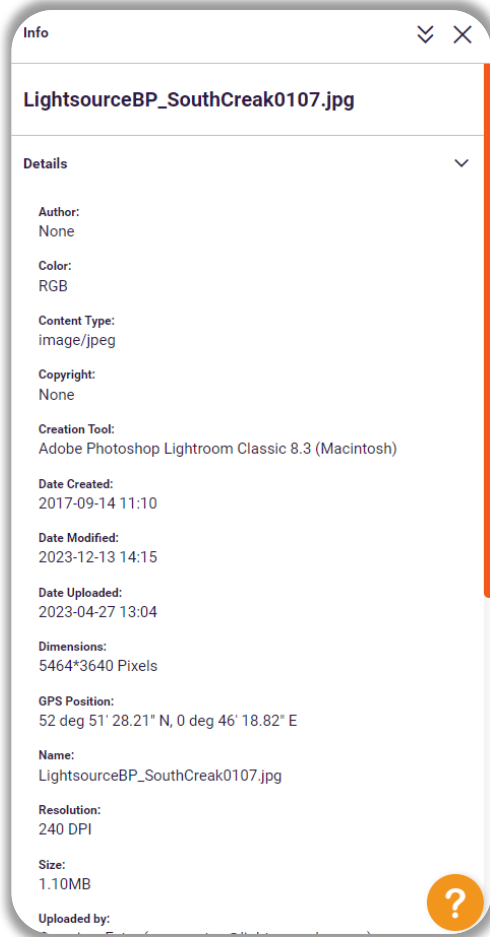 Info
LightsourceBP_SouthCreak0107.jpg
Details
Author:
None
Color:
RGB
Content Type:
image/jpeg
Copyright:
None
Creation Tool:
Adobe Photoshop Lightroom Classic 8.3 (Macintosh)
Date Created:
2017-09-14 11:10
Date Modified:
2023-12-13 14:15
Date Uploaded:
2023-04-27 13:04
Dimensions:
5464*3640 Pixels
GPS Position:
52 deg 51' 28.21" N, 0 deg 46' 18.82" E
Name:
LightsourceBP_SouthCreak0107.jpg
Resolution:
240 DPI
Size:
1.10MB
?
Uploaded by: